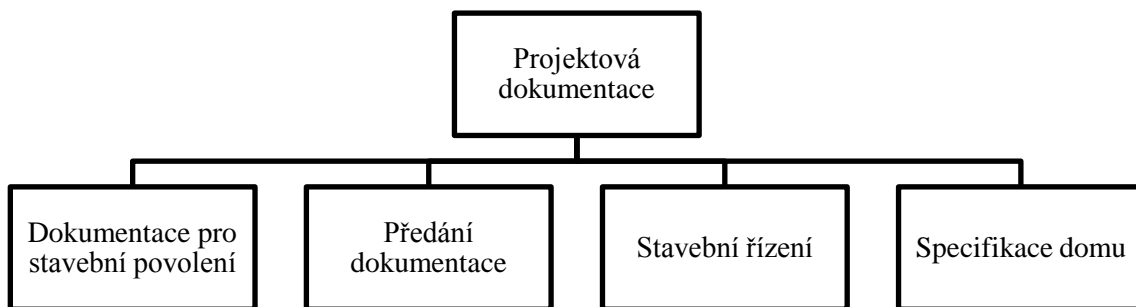 Projektová
dokumentace
Dokumentace pro
stavební povolení
Předání
dokumentace
Stavební řízení
Specifikace domu